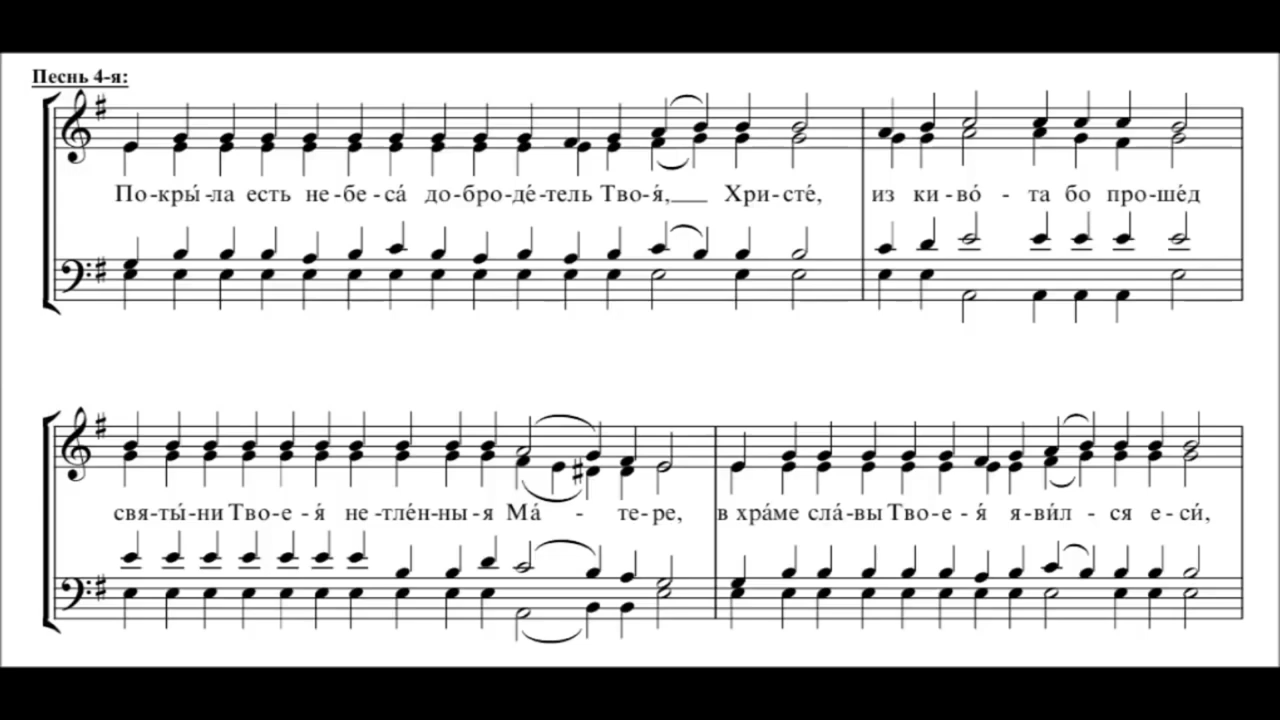 Песнь 4-я:
По-кры́-ла есть не-бе-са́ до-бро-де́-тель Тво-я́,__ Хри-сте́, из ки-во́ - та бо про-ше́д
свя-ты́-ни Тво-е-я́ не-тле́н-ны-я Ма́ - те-ре, в хра́ме сла́-вы Тво-е-я́ я-ви́л-ся е-си́,